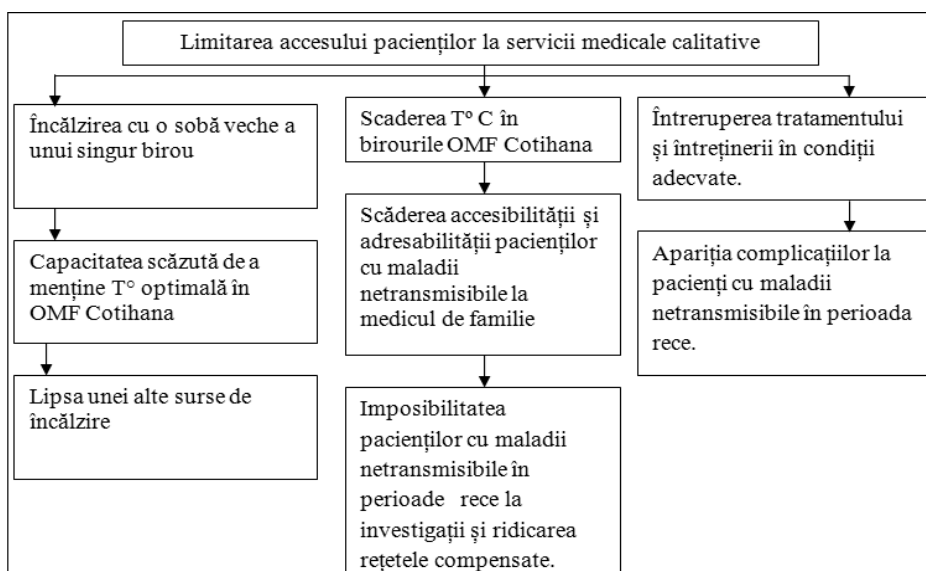 Limitarea accesului pacienților la servicii medicale calitative
Încălzirea cu o sobă veche a
unui singur birou
Capacitatea scăzută de a
menține T° optimală în
OMF Cotihana
Lipsa unei alte surse de
încălzire
Scaderea Tº C în
birourile OMF Cotihana
Scăderea accesibilității și
adresabilității pacienților
cu maladii
netransmisibile la
medicul de familie
Imposibilitatea
pacienților cu maladii
netransmisibile în
perioade rece la
investigații și ridicarea
rețetele compensate.
Întreruperea tratamentului
și întreținerii în condiții
adecvate.
Apariția complicațiilor la
pacienți cu maladii
netransmisibile în perioada
rece.